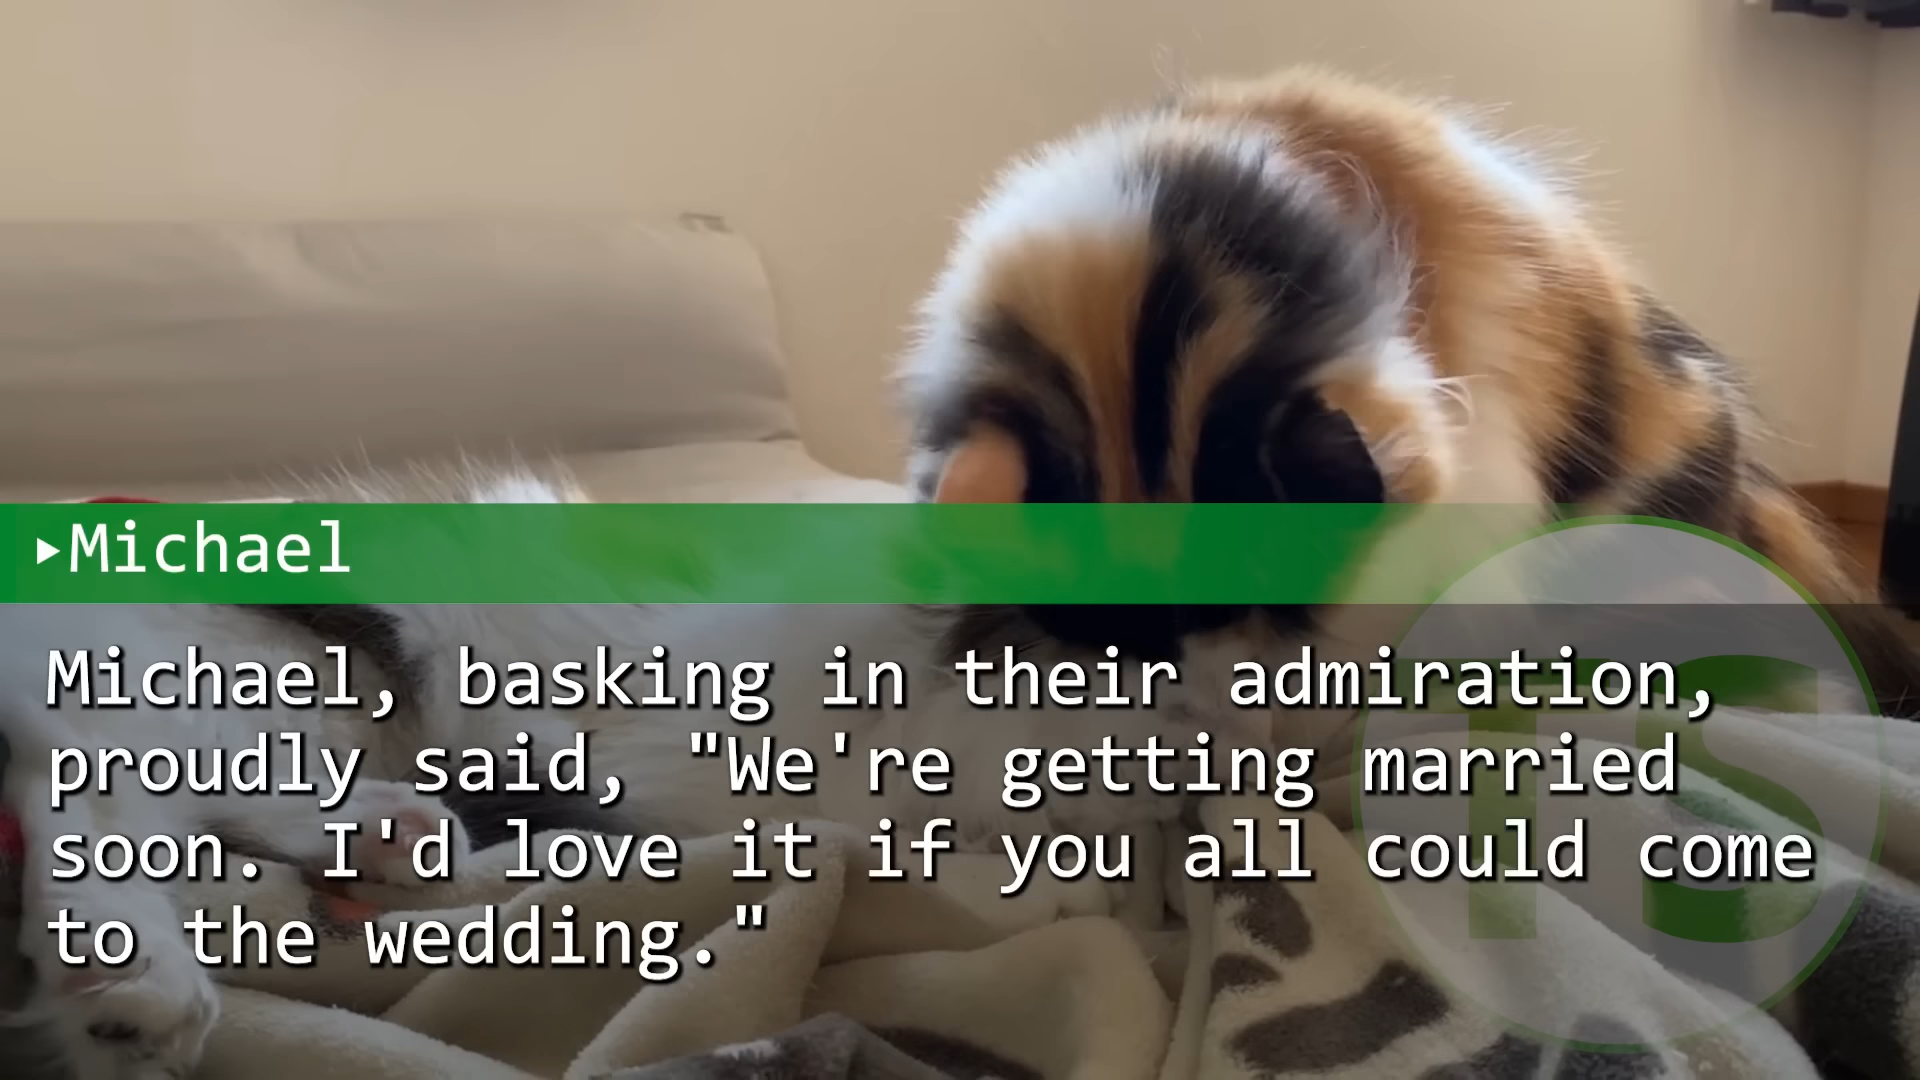 ▶Michael
Michael, basking in their admiration,
proudly said, "We're getting married
soon. I'd love it if you all could come
to the wedding."
TS